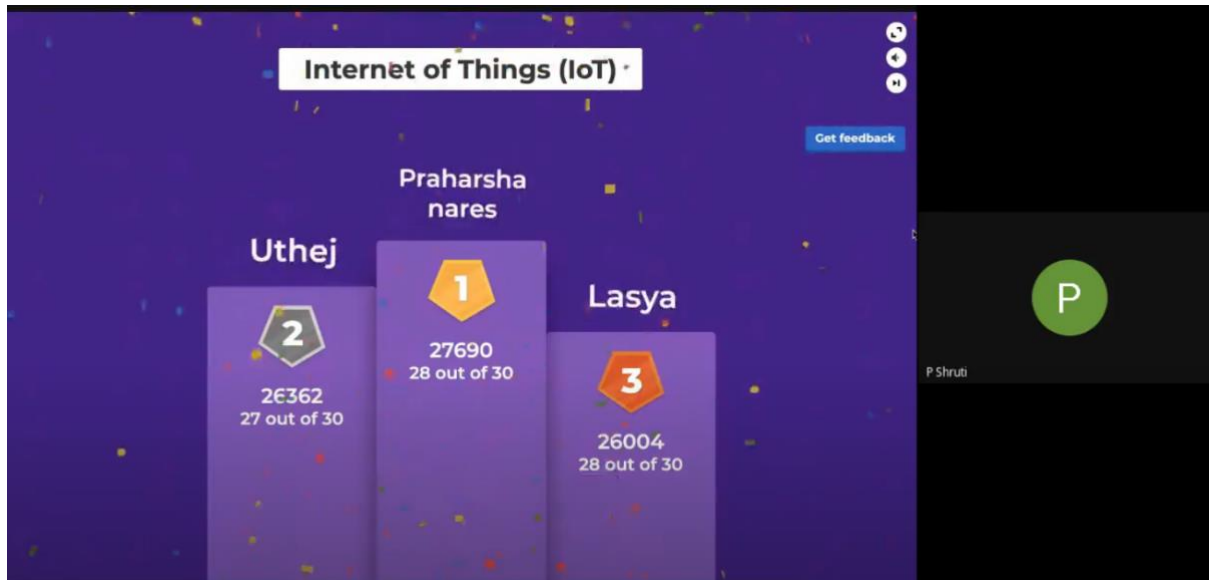 Internet of Things (IoT)
Get feedback
Praharsha
nares
Uthej
Lasya
1
27690
28 out of 30
2
26362
27 out of 30
3
26004
28 out of 30
P
P Shruti